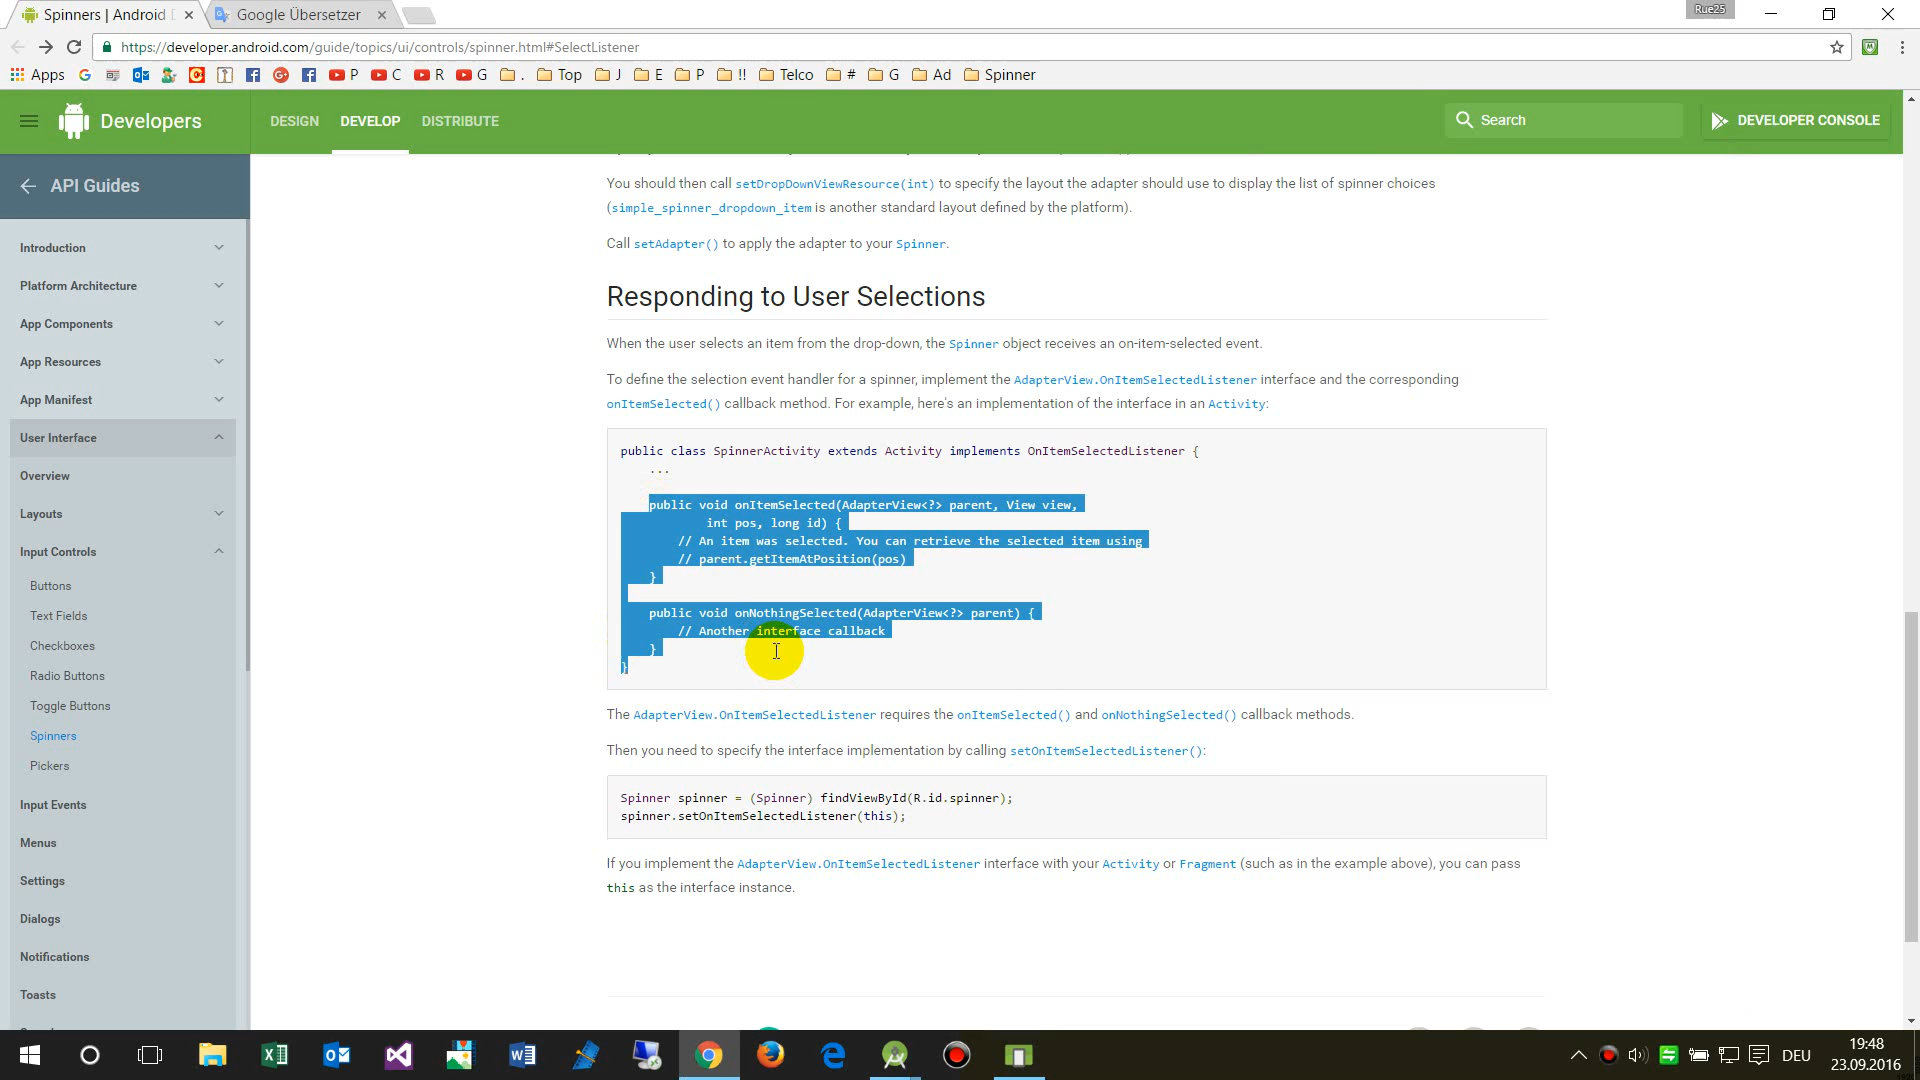 Spinners | Android D
Google Übersetzer
Rue25
https://developer.android.com/guide/topics/ui/controls/spinner.html#SelectListener
Apps
P
C
R
G
.
Top
J
E
P
!!
Telco
#
G
Ad
Spinner
Developers
DESIGN
DEVELOP
DISTRIBUTE
Search
DEVELOPER CONSOLE
API Guides
Introduction
Platform Architecture
App Components
App Resources
App Manifest
User Interface
Overview
Layouts
Input Controls
Buttons
Text Fields
Checkboxes
Radio Buttons
Toggle Buttons
Spinners
Pickers
Input Events
Menus
Settings
Dialogs
Notifications
Toasts
You should then call setDropDownViewResource(int) to specify the layout the adapter should use to display the list of spinner choices
(simple_spinner_dropdown_item is another standard layout defined by the platform).
Call setAdapter() to apply the adapter to your Spinner.
Responding to User Selections
When the user selects an item from the drop-down, the Spinner object receives an on-item-selected event.
To define the selection event handler for a spinner, implement the AdapterView.OnItemSelectedListener interface and the corresponding
onItemSelected() callback method. For example, here's an implementation of the interface in an Activity:
public class SpinnerActivity extends Activity implements OnItemSelectedListener {
...
public void onItemSelected(AdapterView<?> parent, View view,
int pos, long id) {
// An item was selected. You can retrieve the selected item using
// parent.getItemAtPosition(pos)
}
public void onNothingSelected(AdapterView<?> parent) {
// Another interface callback
}
}
The AdapterView.OnItemSelectedListener requires the onItemSelected() and onNothingSelected() callback methods.
Then you need to specify the interface implementation by calling setOnItemSelectedListener():
Spinner spinner = (Spinner) findViewById(R.id.spinner);
spinner.setOnItemSelectedListener(this);
If you implement the AdapterView.OnItemSelectedListener interface with your Activity or Fragment (such as in the example above), you can pass
this as the interface instance.
DEU
19:48
23.09.2016